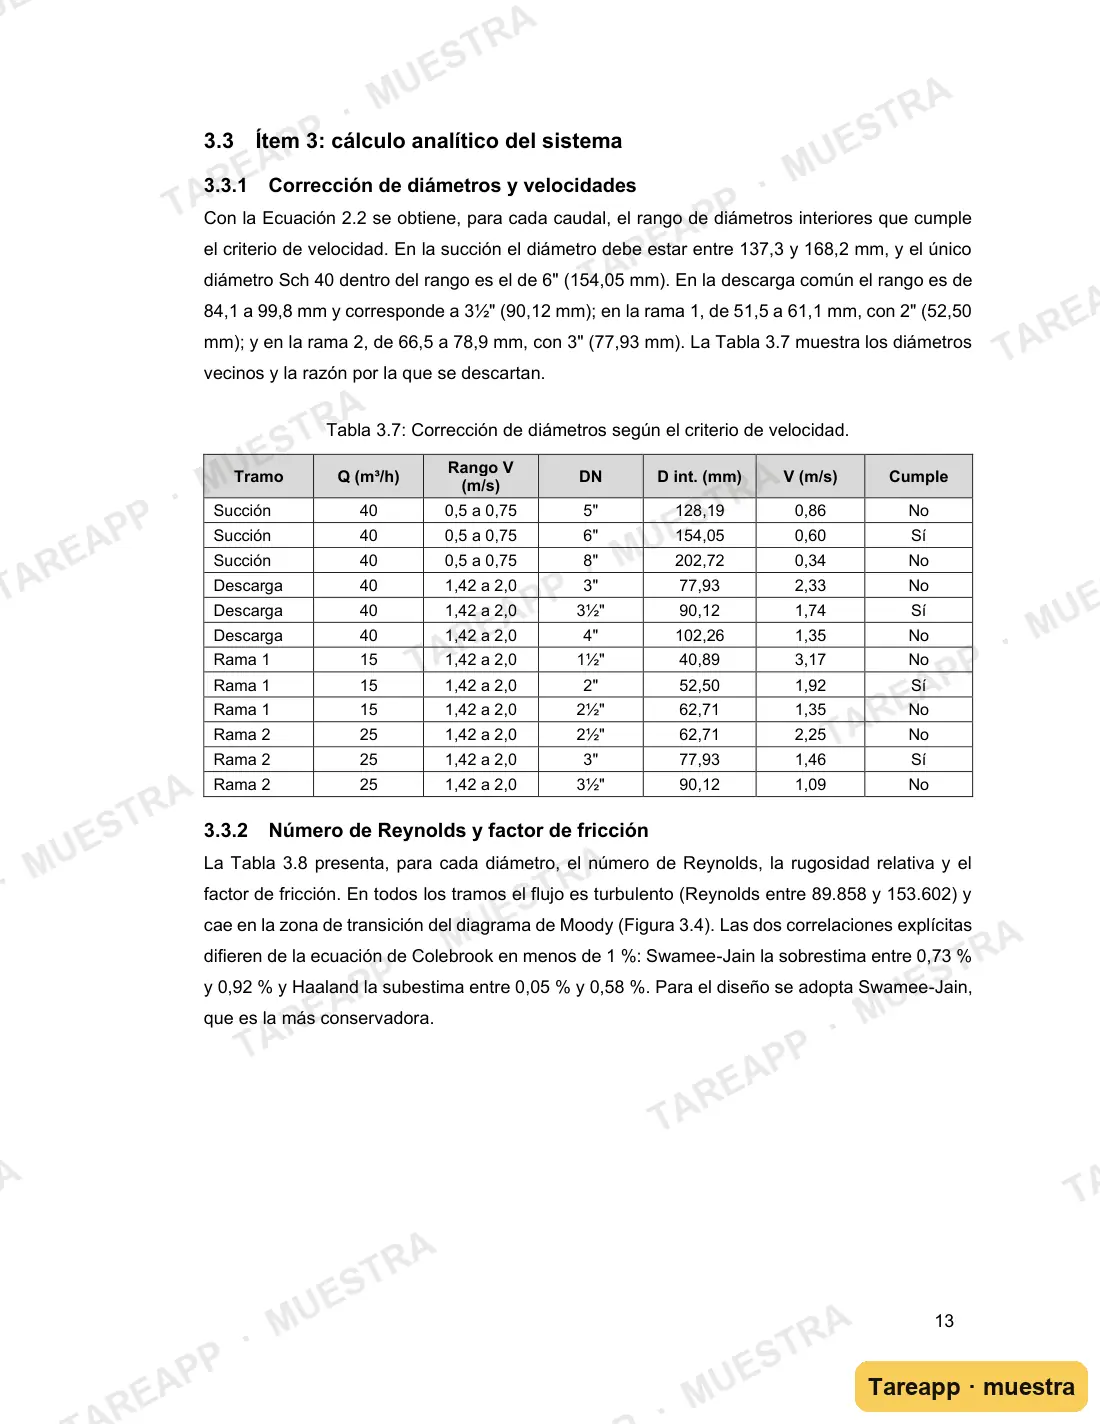 3.3 Ítem 3: cálculo analítico del sistema
3.3.1 Corrección de diámetros y velocidades
Con la Ecuación 2.2 se obtiene, para cada caudal, el rango de diámetros interiores que cumple
el criterio de velocidad. En la succión el diámetro debe estar entre 137,3 y 168,2 mm, y el único
diámetro Sch 40 dentro del rango es el de 6" (154,05 mm). En la descarga común el rango es de
84,1 a 99,8 mm y corresponde a 3½" (90,12 mm); en la rama 1, de 51,5 a 61,1 mm, con 2" (52,50
mm); y en la rama 2, de 66,5 a 78,9 mm, con 3" (77,93 mm). La Tabla 3.7 muestra los diámetros
vecinos y la razón por la que se descartan.
Tabla 3.7: Corrección de diámetros según el criterio de velocidad.
Tramo Q (m³/h) Rango V (m/s) DN D int. (mm) V (m/s) Cumple
Succión 40 0,5 a 0,75 5" 128,19 0,86 No
Succión 40 0,5 a 0,75 6" 154,05 0,60 Sí
Succión 40 0,5 a 0,75 8" 202,72 0,34 No
Descarga 40 1,42 a 2,0 3" 77,93 2,33 No
Descarga 40 1,42 a 2,0 3½" 90,12 1,74 Sí
Descarga 40 1,42 a 2,0 4" 102,26 1,35 No
Rama 1 15 1,42 a 2,0 1½" 40,89 3,17 No
Rama 1 15 1,42 a 2,0 2" 52,50 1,92 Sí
Rama 1 15 1,42 a 2,0 2½" 62,71 1,35 No
Rama 2 25 1,42 a 2,0 2½" 62,71 2,25 No
Rama 2 25 1,42 a 2,0 3" 77,93 1,46 Sí
Rama 2 25 1,42 a 2,0 3½" 90,12 1,09 No
3.3.2 Número de Reynolds y factor de fricción
La Tabla 3.8 presenta, para cada diámetro, el número de Reynolds, la rugosidad relativa y el
factor de fricción. En todos los tramos el flujo es turbulento (Reynolds entre 89.858 y 153.602) y
cae en la zona de transición del diagrama de Moody (Figura 3.4). Las dos correlaciones explícitas
difieren de la ecuación de Colebrook en menos de 1 %: Swamee-Jain la sobrestima entre 0,73 %
y 0,92 % y Haaland la subestima entre 0,05 % y 0,58 %. Para el diseño se adopta Swamee-Jain,
que es la más conservadora.
13
Tareapp · muestra
TAREAPP · MUESTRA